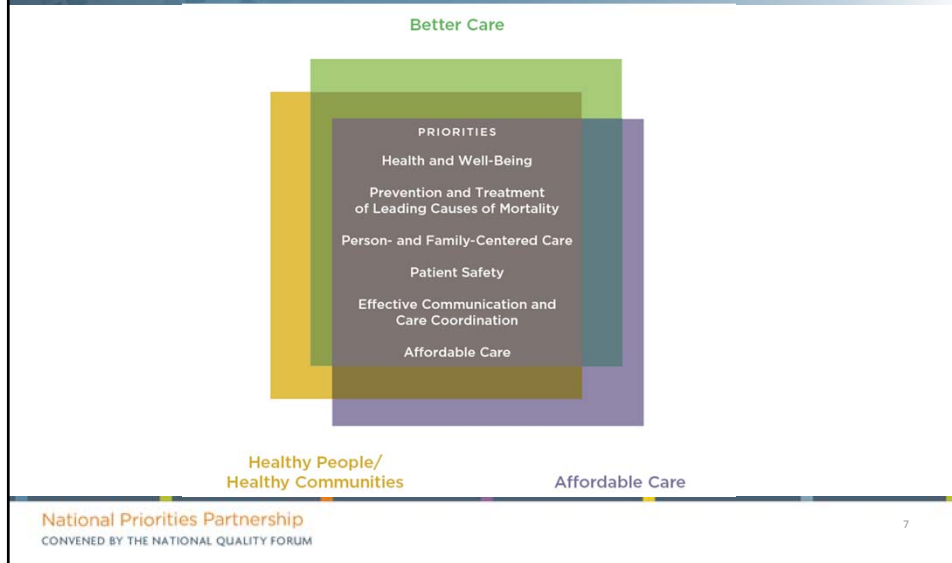 Better Care
PRIORITIES
Health and Well-Being
Prevention and Treatment
of Leading Causes of Mortality
Person- and Family-Centered Care
Patient Safety
Effective Communication and
Care Coordination
Affordable Care
Healthy People/
Healthy Communities
Affordable Care
National Priorities Partnership
CONVENED BY THE NATIONAL QUALITY FORUM
7